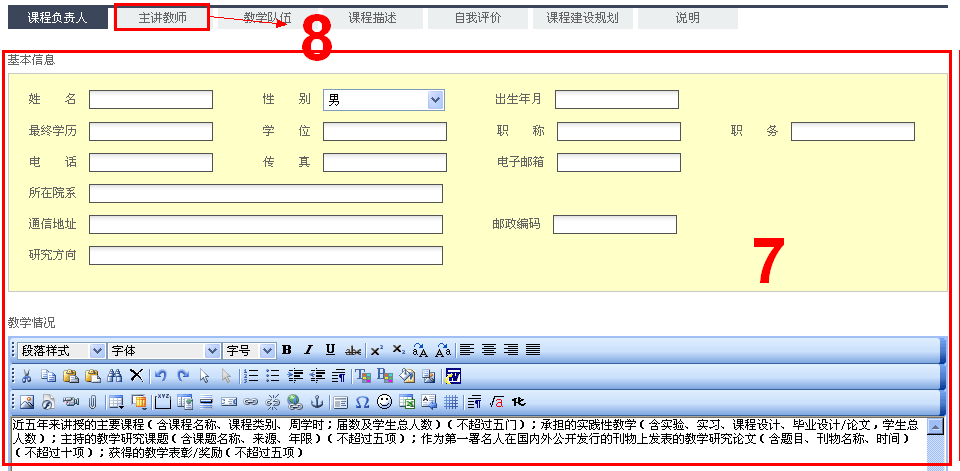 课程负责人 主讲教师 教学队伍 课程描述 自我评价 课程建设规划 说明
8
基本信息
姓 名 性 别 男 出生年月
最终学历 学 位 职 称 职 务
电 话 传 真 电子邮箱
所在院系
通信地址 邮政编码
研究方向
7
教学情况
段落样式 字体 字号 B I U abc x² x₂ aA Aa
W
XYZ
Ω √a
近五年来讲授的主要课程(含课程名称、课程类别、周学时;届数及学生总人数)(不超过五门);承担的实践性教学(含实验、实习、课程设计、毕业设计/论文,学生总
人数);主持的教学研究课题(含课题名称、来源、年限)(不超过五项);作为第一署名人在国内外公开发行的刊物上发表的教学研究论文(含题目、刊物名称、时间)
(不超过十项);获得的教学表彰/奖励(不超过五项)